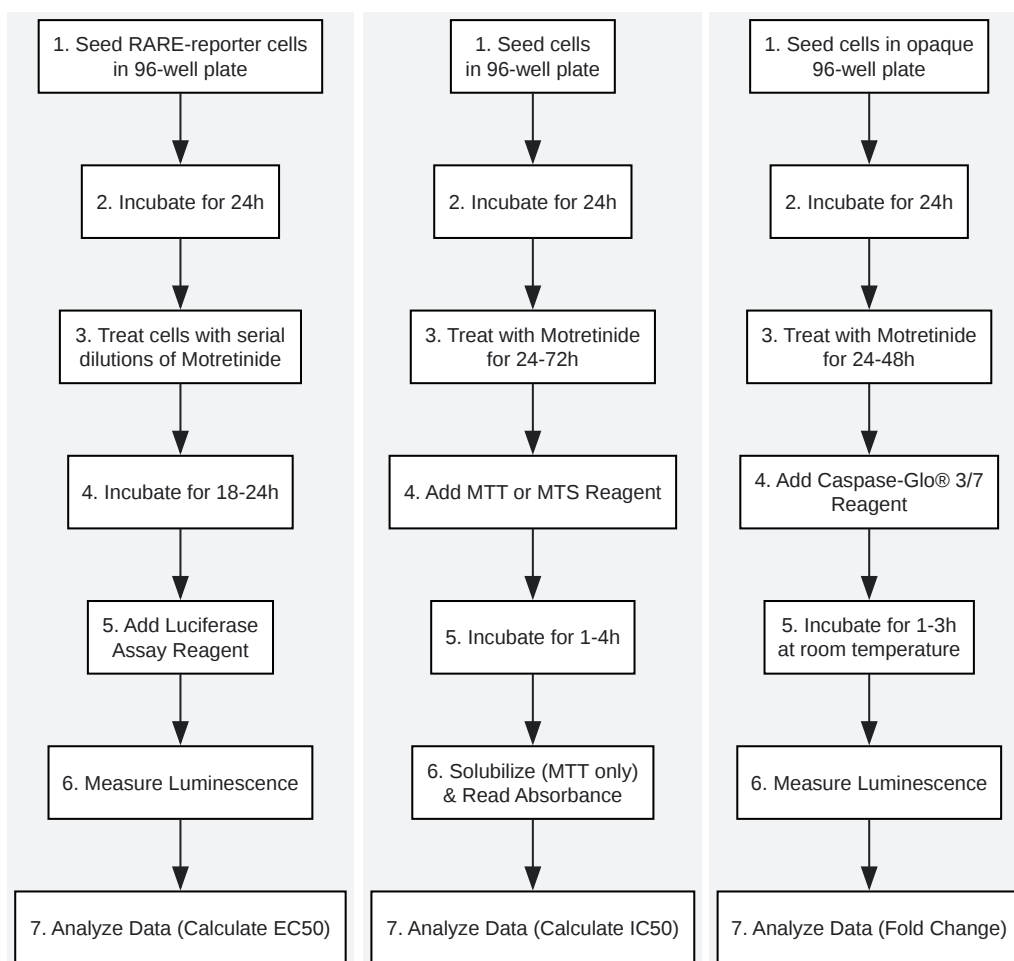 1. Seed RARE-reporter cells
in 96-well plate
2. Incubate for 24h
3. Treat cells with serial
dilutions of Motretinide
4. Incubate for 18-24h
5. Add Luciferase
Assay Reagent
6. Measure Luminescence
7. Analyze Data (Calculate EC50)
1. Seed cells
in 96-well plate
2. Incubate for 24h
3. Treat with Motretinide
for 24-72h
4. Add MTT or MTS Reagent
5. Incubate for 1-4h
6. Solubilize (MTT only)
& Read Absorbance
7. Analyze Data (Calculate IC50)
1. Seed cells in opaque
96-well plate
2. Incubate for 24h
3. Treat with Motretinide
for 24-48h
4. Add Caspase-Glo® 3/7
Reagent
5. Incubate for 1-3h
at room temperature
6. Measure Luminescence
7. Analyze Data (Fold Change)